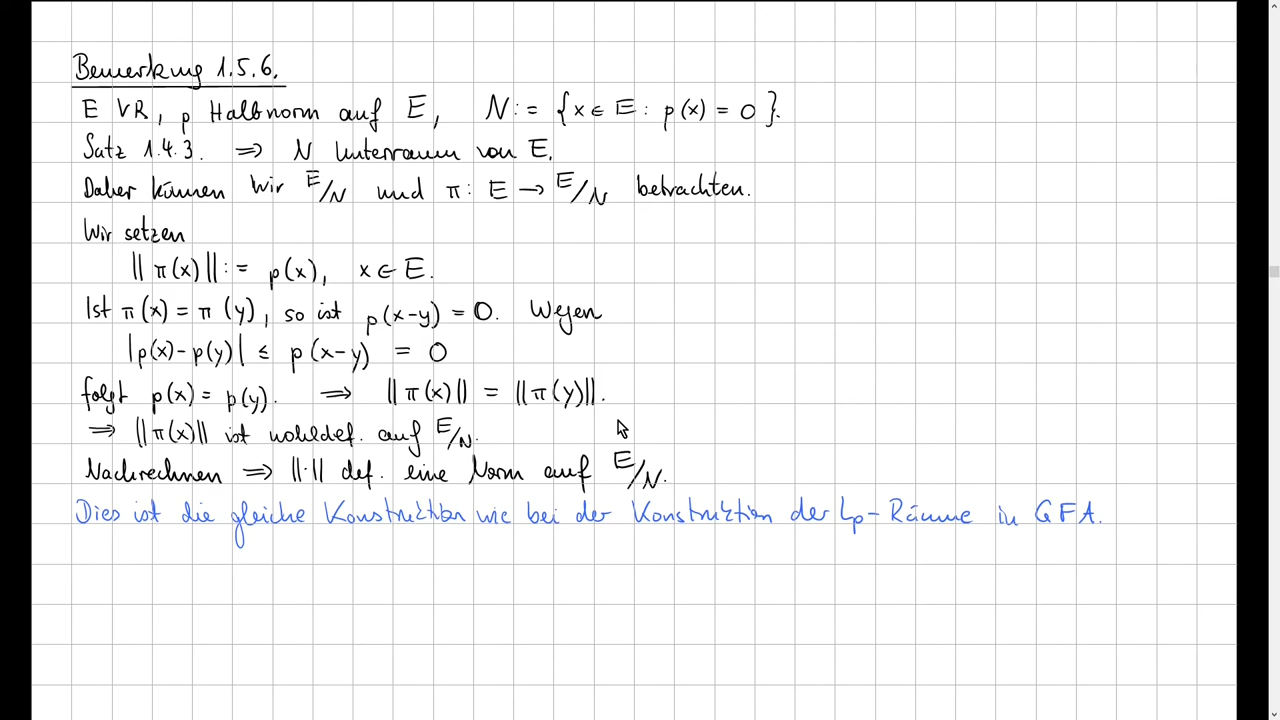 Bemerkung 1.5.6.
E VR, p Halbnorm auf E, N := {x ∈ E : p(x) = 0}.
Satz 1.4.3. ⇒ N Unterraum von E.
Daher können wir E/N und π: E → E/N betrachten.
Wir setzen
||π(x)|| := p(x), x ∈ E.
Ist π(x) = π(y), so ist p(x-y) = 0. Wegen
|p(x) - p(y)| ≤ p(x-y) = 0
folgt p(x) = p(y). ⇒ ||π(x)|| = ||π(y)||.
⇒ ||π(x)|| ist wohldef. auf E/N.
Nachrechnen ⇒ ||·|| def. eine Norm auf E/N.
Dies ist die gleiche Konstruktion wie bei der Konstruktion der Lp-Räume in GFA.